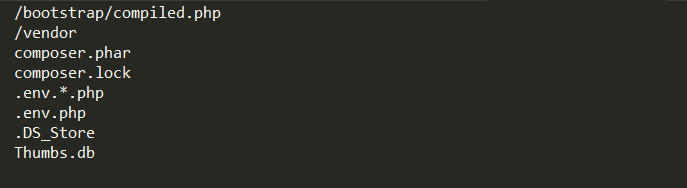 /bootstrap/compiled.php
/vendor
composer.phar
composer.lock
.env.*.php
.env.php
.DS_Store
Thumbs.db